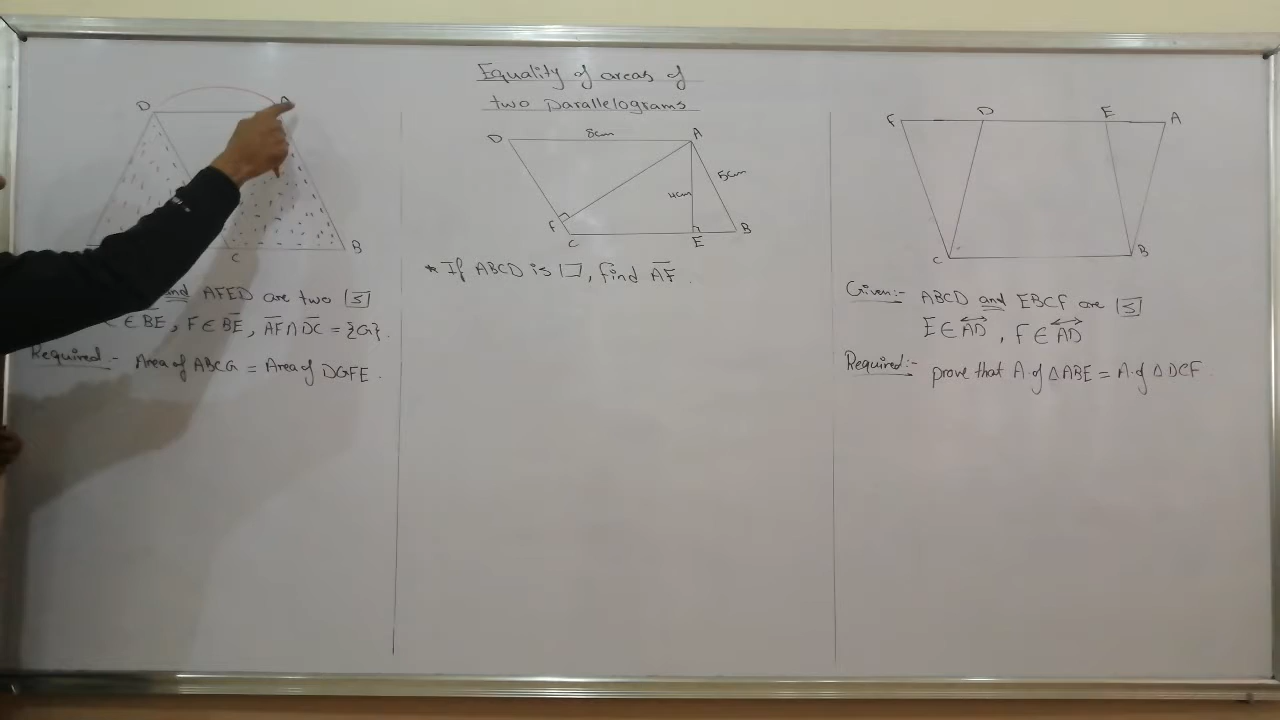 Equality of areas of
two parallelograms
D
B
C
and AFED are two ▱s
C ∈ BE, F ∈ BE, AF ∩ DC = {G}.
Required:- Area of ABCG = Area of DGFE.
D 8cm A
5cm
4cm
F C E B
* If ABCD is ▱, find AF.
F D E A
C B
Given:- ABCD and EBCF are ▱s
E ∈ AD, F ∈ AD
Required:- prove that A. of △ABE = A. of △DCF.